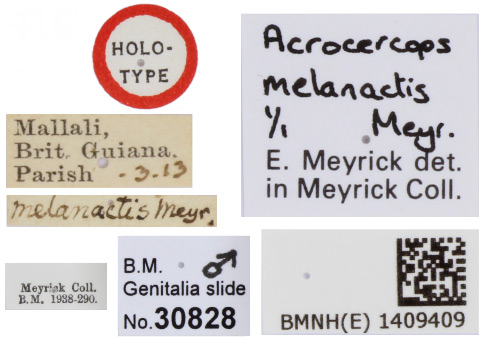 HOLO-
TYPE
Acrocercops
melanactis
1/1 Meyr.
E. Meyrick det.
in Meyrick Coll.
Mallali,
Brit. Guiana.
Parish -3.13
melanactis Meyr.
Meyrick Coll.
B.M. 1938-290.
B.M. ♂
Genitalia slide
No. 30828
BMNH(E) 1409409